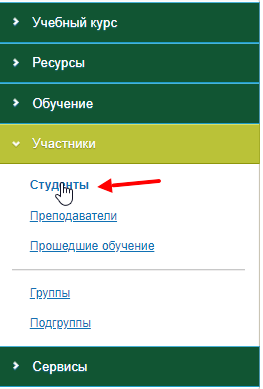 Учебный курс
Ресурсы
Обучение
Участники
Студенты
Преподаватели
Прошедшие обучение
Группы
Подгруппы
Сервисы